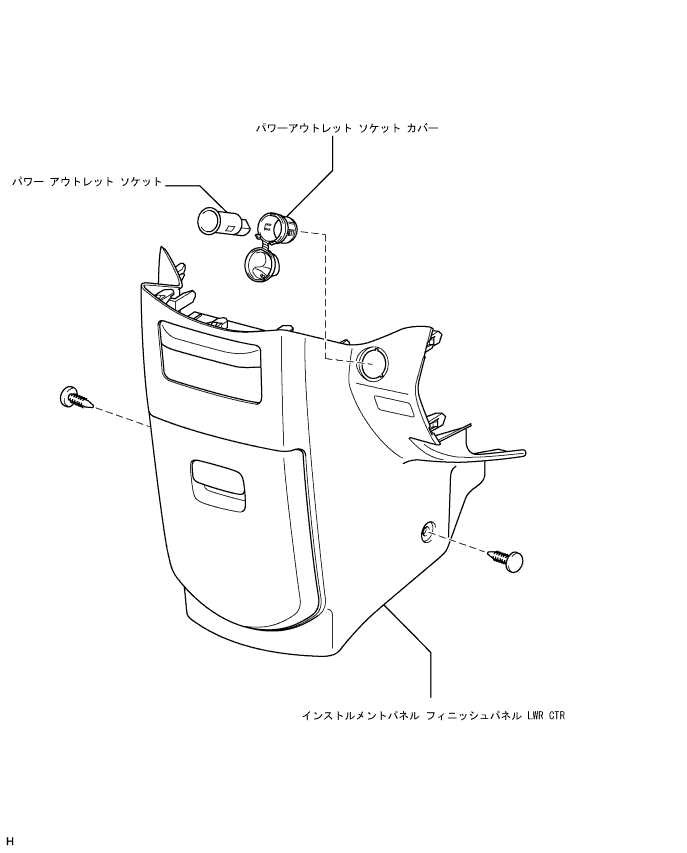 パワーアウトレット ソケット カバー
パワー アウトレット ソケット
インストルメントパネル フィニッシュパネル LWR CTR
H